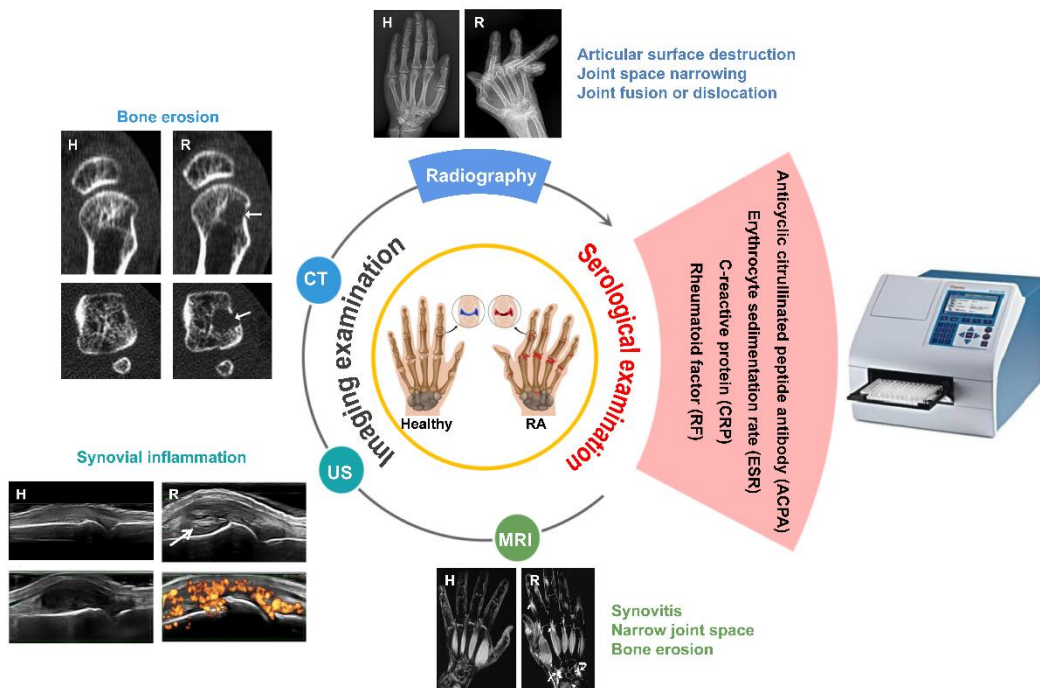 H
R
Articular surface destruction
Joint space narrowing
Joint fusion or dislocation
Bone erosion
H
R
Radiography
CT
Imaging examination
Serological examination
Healthy
RA
Anticyclic citrullinated peptide antibody (ACPA)
Erythrocyte sedimentation rate (ESR)
C-reactive protein (CRP)
Rheumatoid factor (RF)
US
Synovial inflammation
H
R
MRI
H
R
Synovitis
Narrow joint space
Bone erosion